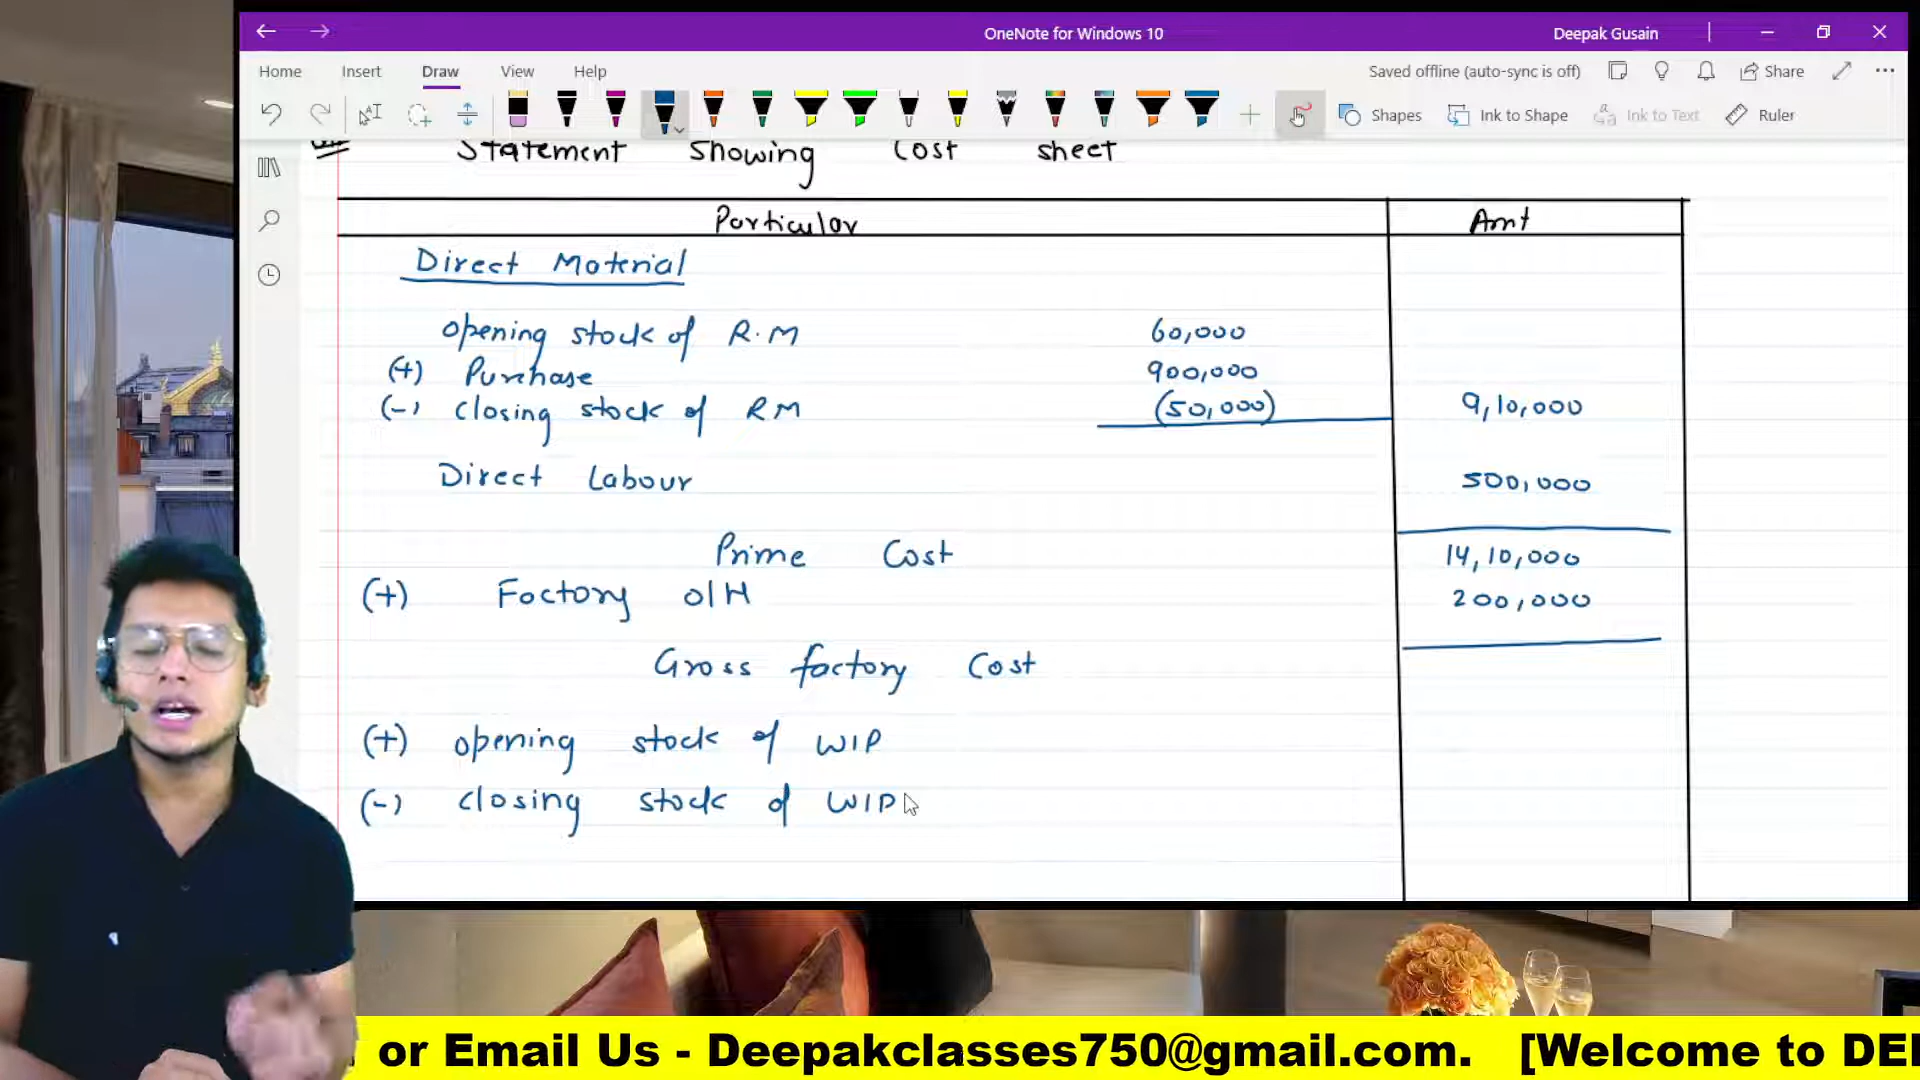 OneNote for Windows 10
Deepak Gusain
Home Insert Draw View Help
Saved offline (auto-sync is off) Share
Shapes Ink to Shape Ink to Text Ruler
Statement Showing Cost sheet
Particular Amt
Direct Material
opening stock of R.M 60,000
(+) Purchase 900,000
(-) closing stock of RM (50,000) 9,10,000
Direct Labour 500,000
Prime Cost 14,10,000
(+) Factory o/H 200,000
Gross factory Cost
(+) opening stock of WIP
(-) closing stock of WIP
or Email Us - Deepakclasses750@gmail.com. [Welcome to DE